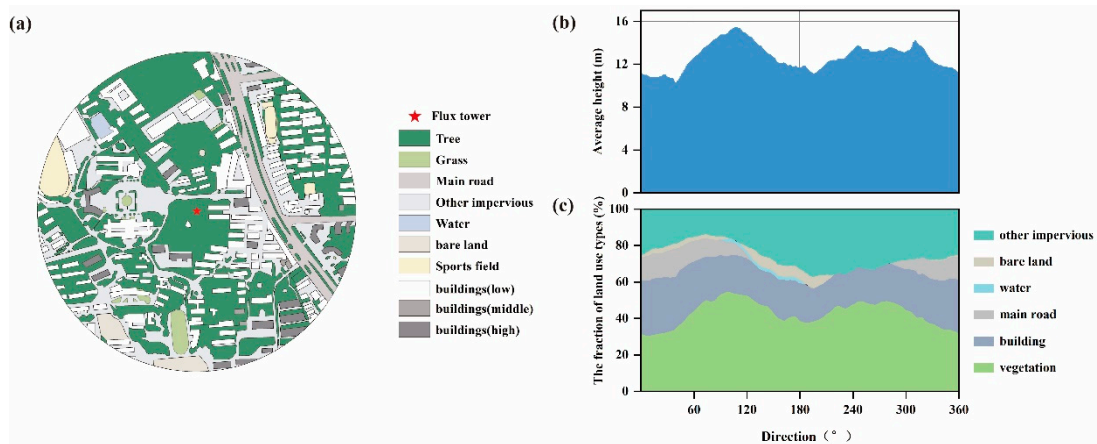 (a)
Flux tower
Tree
Grass
Main road
Other impervious
Water
bare land
Sports field
buildings(low)
buildings(middle)
buildings(high)
(b)
16
12
8
4
0
Average height (m)
(c)
100
80
60
40
20
0
The fraction of land use types (%)
60 120 180 240 300 360
Direction（°）
other impervious
bare land
water
main road
building
vegetation